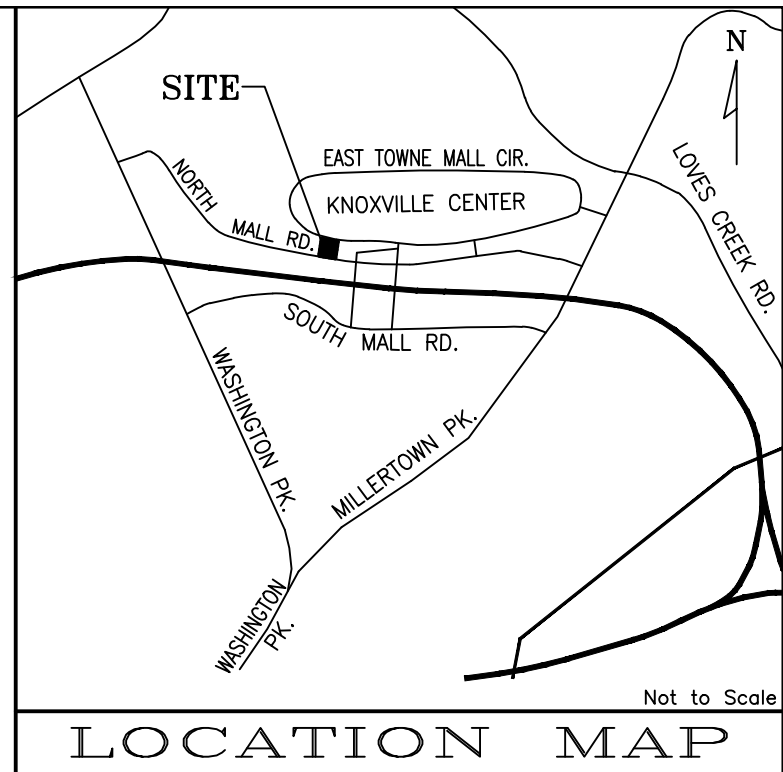 N
SITE
EAST TOWNE MALL CIR.
KNOXVILLE CENTER
NORTH
MALL RD.
LOVES CREEK RD.
SOUTH MALL RD.
WASHINGTON PK.
MILLERTOWN PK.
WASHINGTON
PK.
Not to Scale
LOCATION MAP